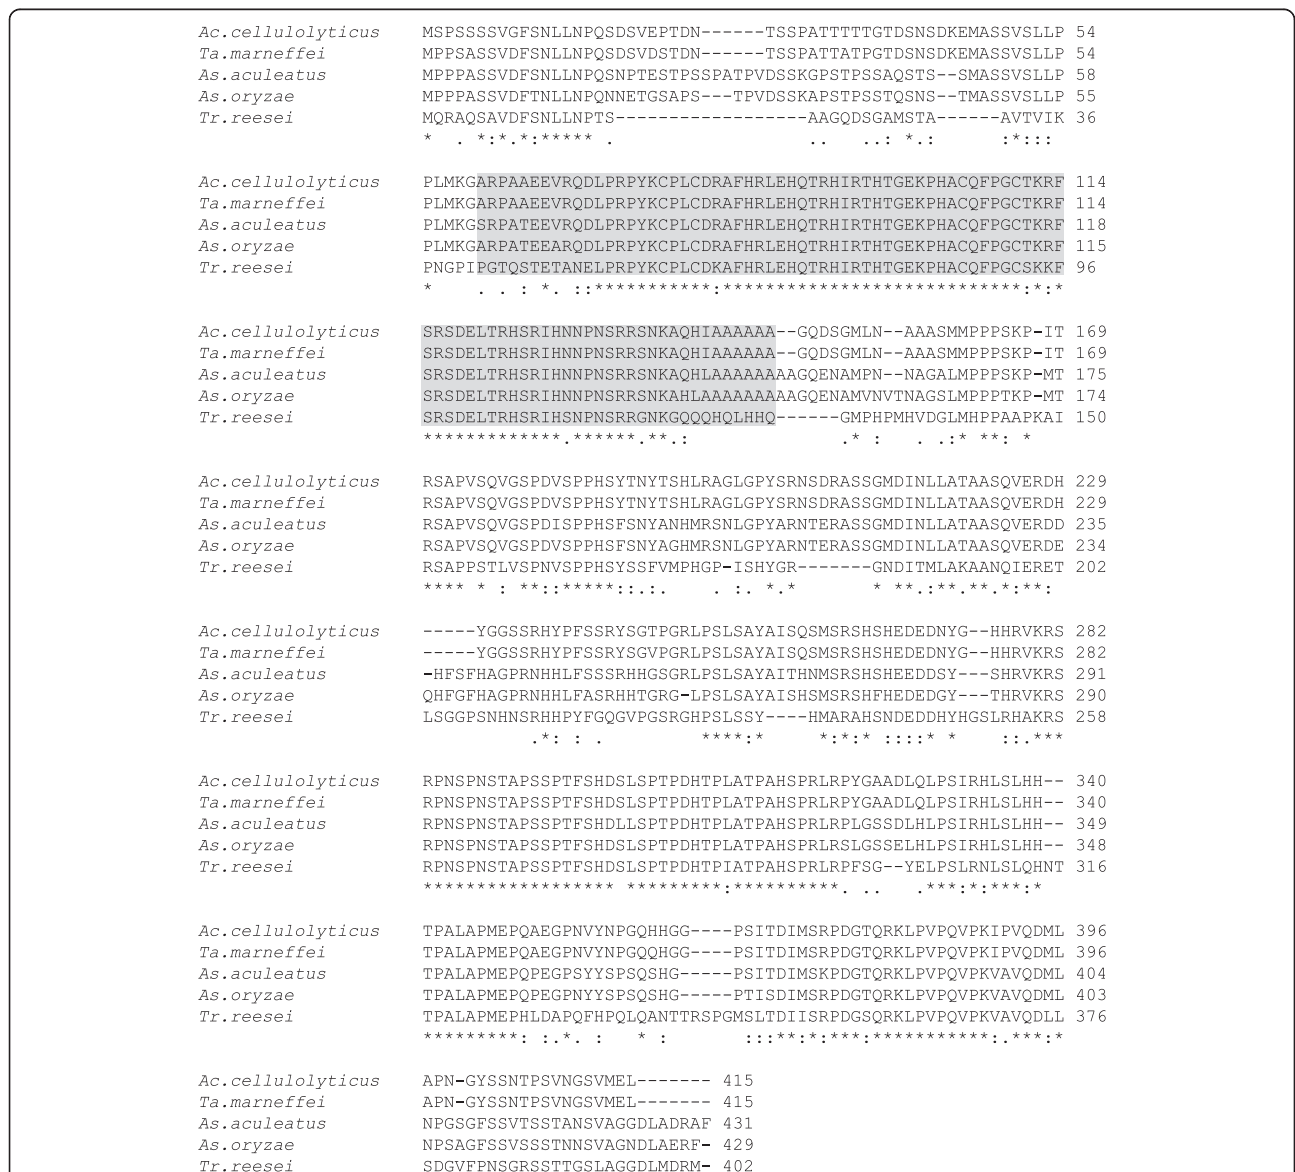 Ac.cellulolyticus MSPSSSSVGFSNLLNPQSDSVEPTDN------TSSPATTTTTGTDSNSDKEMASSVSLLP 54
Ta.marneffei MPPSASSVDFSNLLNPQSDSVDSTDN------TSSPATTATPGTDSNSDKEMASSVSLLP 54
As.aculeatus MPPPASSVDFSNLLNPQSNPTESTPSSPATPVDSSKGPSTPSSAQSTS--SMASSVSLLP 58
As.oryzae MPPPASSVDFTNLLNPQNNETGSAPS---TPVDSSKAPSTPSSTQSNS--TMASSVSLLP 55
Tr.reesei MQRAQSAVDFSNLLNPTS------------------AAGQDSGAMSTA------AVTVIK 36
* . *:*.*:***** . .. ..: *.: :*:::
Ac.cellulolyticus PLMKGARPAAEEVRQDLPRPYKCPLCDRAFHRLEHQTRHIRTHTGEKPHACQFPGCTKRF 114
Ta.marneffei PLMKGARPAAEEVRQDLPRPYKCPLCDRAFHRLEHQTRHIRTHTGEKPHACQFPGCTKRF 114
As.aculeatus PLMKGSRPATEEVRQDLPRPYKCPLCDRAFHRLEHQTRHIRTHTGEKPHACQFPGCTKRF 118
As.oryzae PLMKGARPATEEARQDLPRPYKCPLCDRAFHRLEHQTRHIRTHTGEKPHACQFPGCTKRF 115
Tr.reesei PNGPIPGTQSTETANELPRPYKCPLCDKAFHRLEHQTRHIRTHTGEKPHACQFPGCSKKF 96
* . . : *. ::***********:****************************:*:*
Ac.cellulolyticus SRSDELTRHSRIHNNPNSRRSNKAQHIAAAAAA--GQDSGMLN--AAASMMPPPSKP-IT 169
Ta.marneffei SRSDELTRHSRIHNNPNSRRSNKAQHIAAAAAA--GQDSGMLN--AAASMMPPPSKP-IT 169
As.aculeatus SRSDELTRHSRIHNNPNSRRSNKAQHLAAAAAAAAGQENAMPN--NAGALMPPPSKP-MT 175
As.oryzae SRSDELTRHSRIHNNPNSRRSNKAHLAAAAAAAAAGQENAMVNVTNAGSLMPPPTKP-MT 174
Tr.reesei SRSDELTRHSRIHSNPNSRRGNKGQQQHQLHHQ------GMPHPMHVDGLMHPPAAPKAI 150
*************.******.**.: .* : . .:* **: *
Ac.cellulolyticus RSAPVSQVGSPDVSPPHSYTNYTSHLRAGLGPYSRNSDRASSGMDINLLATAASQVERDH 229
Ta.marneffei RSAPVSQVGSPDVSPPHSYTNYTSHLRAGLGPYSRNSDRASSGMDINLLATAASQVERDH 229
As.aculeatus RSAPVSQVGSPDISPPHSFSNYANHMRSNLGPYARNTERASSGMDINLLATAASQVERDD 235
As.oryzae RSAPVSQVGSPDVSPPHSFSNYAGHMRSNLGPYARNTERASSGMDINLLATAASQVERDE 234
Tr.reesei RSAPPSTLVSPNVSPPHSYSSFVMPHGP-ISHYGR-------GNDITMLAKAANQIERET 202
**** * : **::*****::.:. . :. *.* * **.:**.**.*:**:
Ac.cellulolyticus -----YGGSSRHYPFSSRYSGTPGRLPSLSAYAISQSMSRSHSHEDEDNYG--HHRVKRS 282
Ta.marneffei -----YGGSSRHYPFSSRYSGVPGRLPSLSAYAISQSMSRSHSHEDEDNYG--HHRVKRS 282
As.aculeatus -HFSFHAGPRNHHLFSSRHHGSGRLPSLSAYAITHNMSRSHSHEEDDSY---SHRVKRS 291
As.oryzae QHFGFHAGPRNHHLFASRHHTGRG-LPSLSAYAISHSMSRSHFHEDEDGY---THRVKRS 290
Tr.reesei LSGGPSNHNSRHHPYFGQGVPGSRGHPSLSSY----HMARAHSNDEDDHYHGSLRHAKRS 258
.*: : . ****:* *:*:* ::::* * ::.***
Ac.cellulolyticus RPNSPNSTAPSSPTFSHDSLSPTPDHTPLATPAHSPRLRPYGAADLQLPSIRHLSLHH-- 340
Ta.marneffei RPNSPNSTAPSSPTFSHDSLSPTPDHTPLATPAHSPRLRPYGAADLQLPSIRHLSLHH-- 340
As.aculeatus RPNSPNSTAPSSPTFSHDLLSPTPDHTPLATPAHSPRLRPLGSSDLHLPSIRHLSLHH-- 349
As.oryzae RPNSPNSTAPSSPTFSHDSLSPTPDHTPLATPAHSPRLRSLGSSELHLPSIRHLSLHH-- 348
Tr.reesei RPNSPNSTAPSSPTFSHDSLSPTPDHTPIATPAHSPRLRPFSG--YELPSLRNLSLQHNT 316
****************** *********:**********. .. .***:*:***:*
Ac.cellulolyticus TPALAPMEPQAEGPNVYNPGQHHGG----PSITDIMSRPDGTQRKLPVPQVPKIPVQDML 396
Ta.marneffei TPALAPMEPQAEGPNVYNPGQQHGG----PSITDIMSRPDGTQRKLPVPQVPKIPVQDML 396
As.aculeatus TPALAPMEPQPEGPSYYSPSQSHG-----PSITDIMSKPDGTQRKLPVPQVPKVAVQDML 404
As.oryzae TPALAPMEPQPEGPNYYSPSQSHG-----PTISDIMSRPDGTQRKLPVPQVPKVAVQDML 403
Tr.reesei TPALAPMEPHLDAPQFHPQLQANTTRSPGMSLTDIISRPDGSQRKLPVPQVPKVAVQDLL 376
*********: :.*. : * : :::**:*:***:***********:.***:*
Ac.cellulolyticus APN-GYSSNTPSVNGSVMEL------- 415
Ta.marneffei APN-GYSSNTPSVNGSVMEL------- 415
As.aculeatus NPGSGFSSVTSSTANSVAGGDLADRAF 431
As.oryzae NPSAGFSSVSSSTNNSVAGNDLAERF- 429
Tr.reesei SDGVFPNSGRSSTTGSLAGGDLMDRM- 402